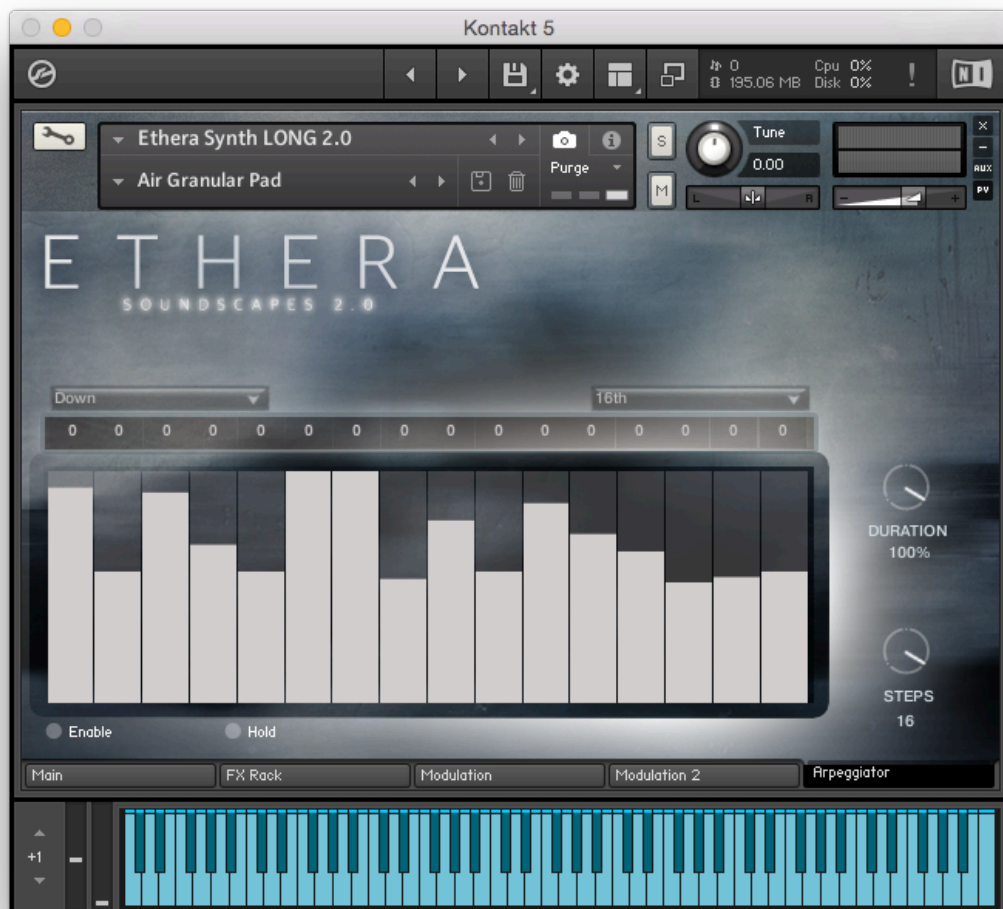 Kontakt 5
0 Cpu 0%
195.06 MB Disk 0% ! NI
Ethera Synth LONG 2.0
Air Granular Pad
Purge
S
M
Tune
0.00
L R
- +
x
-
AUX
PV
ETHERA
SOUNDSCAPES 2.0
Down 16th
0 0 0 0 0 0 0 0 0 0 0 0 0 0 0 0
DURATION
100%
STEPS
16
Enable Hold
Main FX Rack Modulation Modulation 2 Arpeggiator
+1